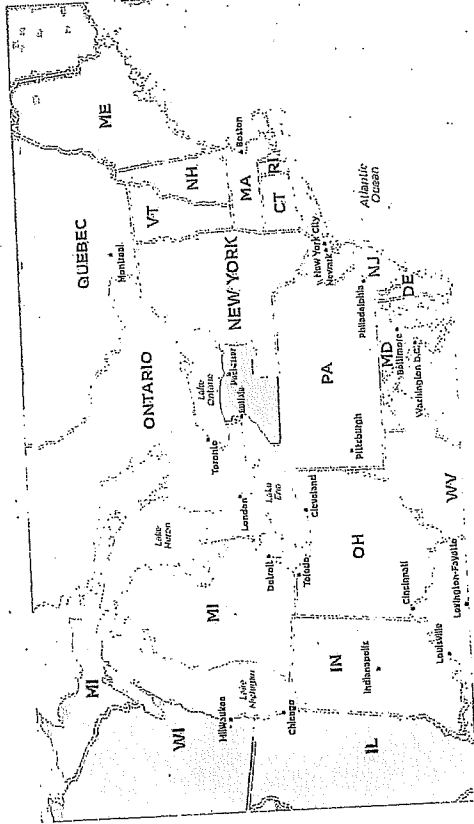 QUEBEC
ME
Montreal
VT
NH
ONTARIO
Boston
MA
RI
CT
NEW YORK
Lake
Ontario
Rochester
Buffalo
Toronto
Lake
Huron
London
Lake
Erie
New York City
Newark
Atlantic
Ocean
NJ
PA
Philadelphia
Pittsburgh
MD
DE
Baltimore
Washington D.C.
MI
MI
Detroit
Toledo
Cleveland
OH
WV
Cincinnati
Lexington-Fayette
Louisville
WI
Milwaukee
Lake
Michigan
Chicago
IN
Indianapolis
IL